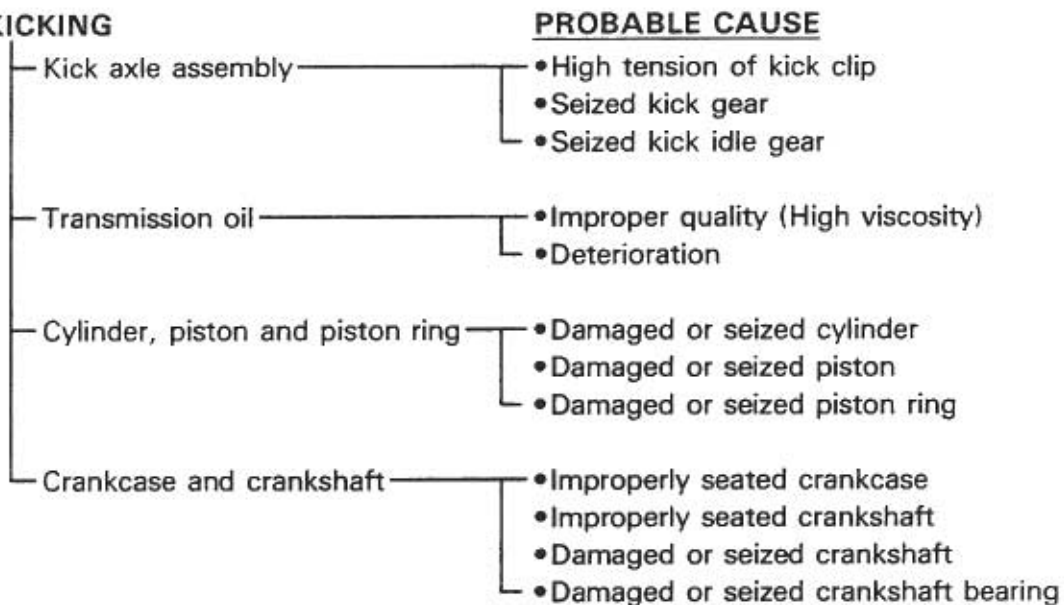 KICKING
PROBABLE CAUSE
Kick axle assembly
•High tension of kick clip
•Seized kick gear
•Seized kick idle gear
Transmission oil
•Improper quality (High viscosity)
•Deterioration
Cylinder, piston and piston ring
•Damaged or seized cylinder
•Damaged or seized piston
•Damaged or seized piston ring
Crankcase and crankshaft
•Improperly seated crankcase
•Improperly seated crankshaft
•Damaged or seized crankshaft
•Damaged or seized crankshaft bearing